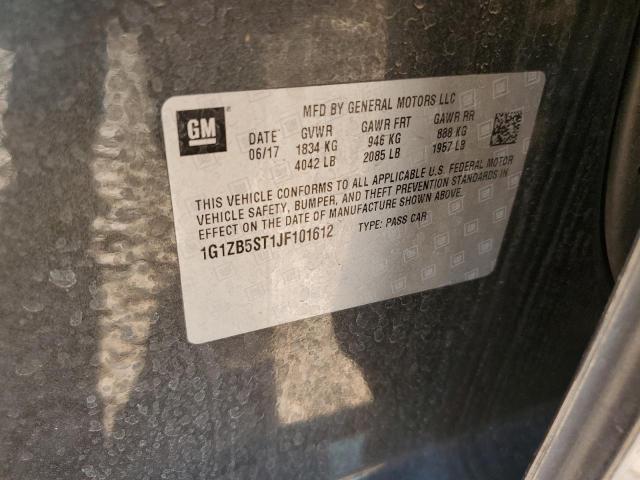 MFD BY GENERAL MOTORS LLC
GM
DATE GVWR GAWR FRT GAWR RR
06/17 1834 KG 946 KG 888 KG
4042 LB 2085 LB 1957 LB
THIS VEHICLE CONFORMS TO ALL APPLICABLE U.S. FEDERAL MOTOR
VEHICLE SAFETY, BUMPER, AND THEFT PREVENTION STANDARDS IN
EFFECT ON THE DATE OF MANUFACTURE SHOWN ABOVE.
1G1ZB5ST1JF101612 TYPE: PASS CAR